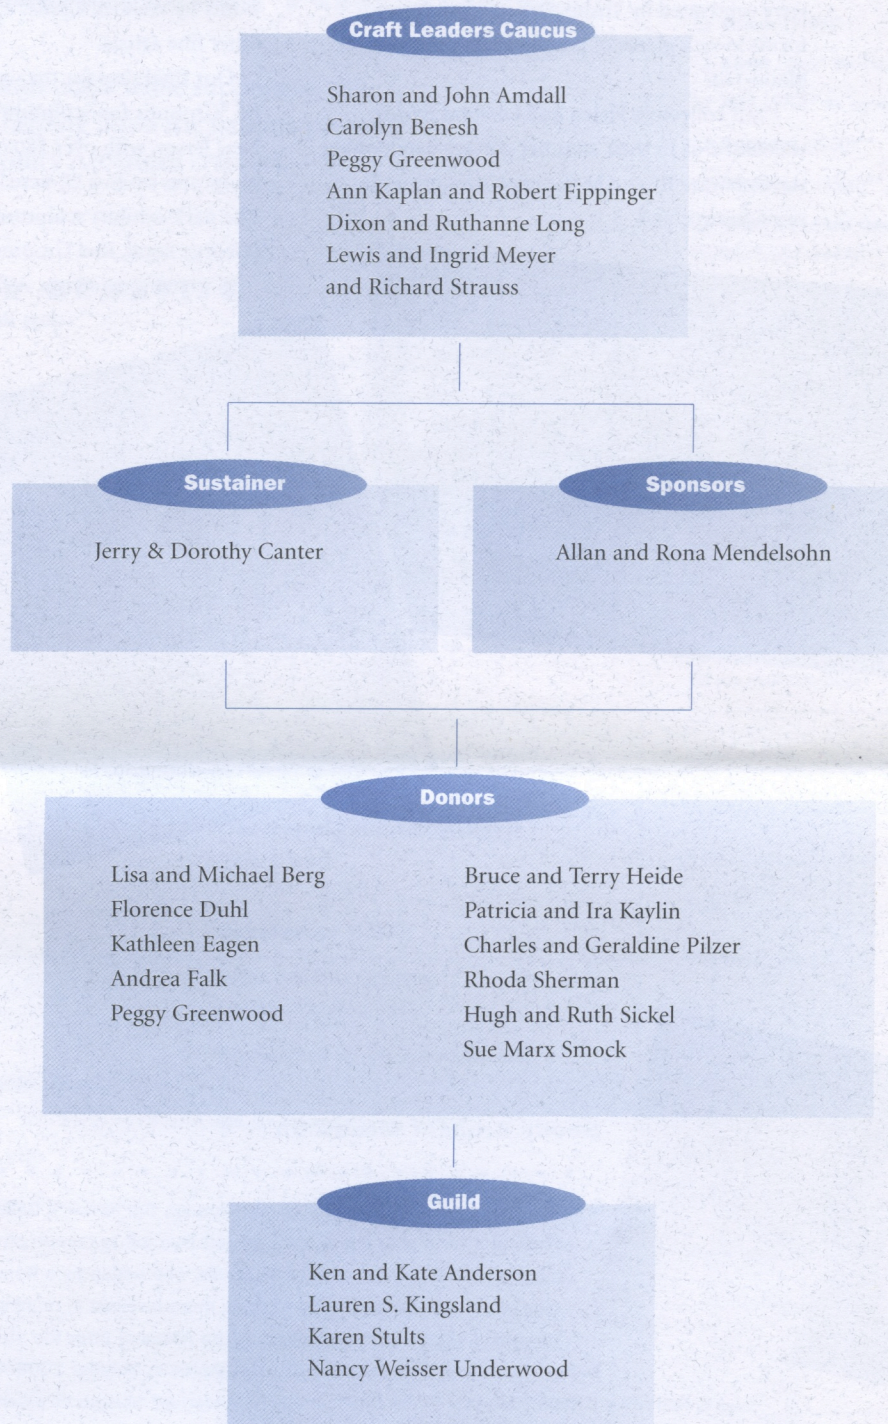 Craft Leaders Caucus
Sharon and John Amdall
Carolyn Benesh
Peggy Greenwood
Ann Kaplan and Robert Fippinger
Dixon and Ruthanne Long
Lewis and Ingrid Meyer
and Richard Strauss
Sustainer
Jerry & Dorothy Canter
Sponsors
Allan and Rona Mendelsohn
Donors
Lisa and Michael Berg
Florence Duhl
Kathleen Eagen
Andrea Falk
Peggy Greenwood
Bruce and Terry Heide
Patricia and Ira Kaylin
Charles and Geraldine Pilzer
Rhoda Sherman
Hugh and Ruth Sickel
Sue Marx Smock
Guild
Ken and Kate Anderson
Lauren S. Kingsland
Karen Stults
Nancy Weisser Underwood